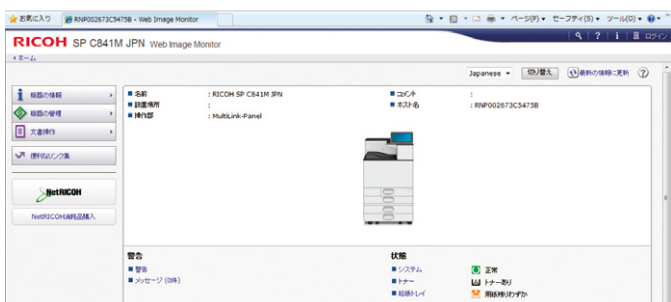 お気に入り RNP002673C5475B - Web Image Monitor ページ(P) セーフティ(S) ツール(O)
RICOH SP C841M JPN Web Image Monitor ? i ログイン
ホーム
Japanese 切り替え 最新の情報に更新 ?
機器の情報
機器の管理
文書操作
便利なリンク集
NetRICOH
NetRICOH消耗品購入
名前 : RICOH SP C841M JPN コメント :
設置場所 : ホスト名 : RNP002673C5475B
操作部 : MultiLink-Panel
警告 状態
警告 システム 正常
メッセージ (0件) トナー トナーあり
給紙トレイ 用紙残りわずか